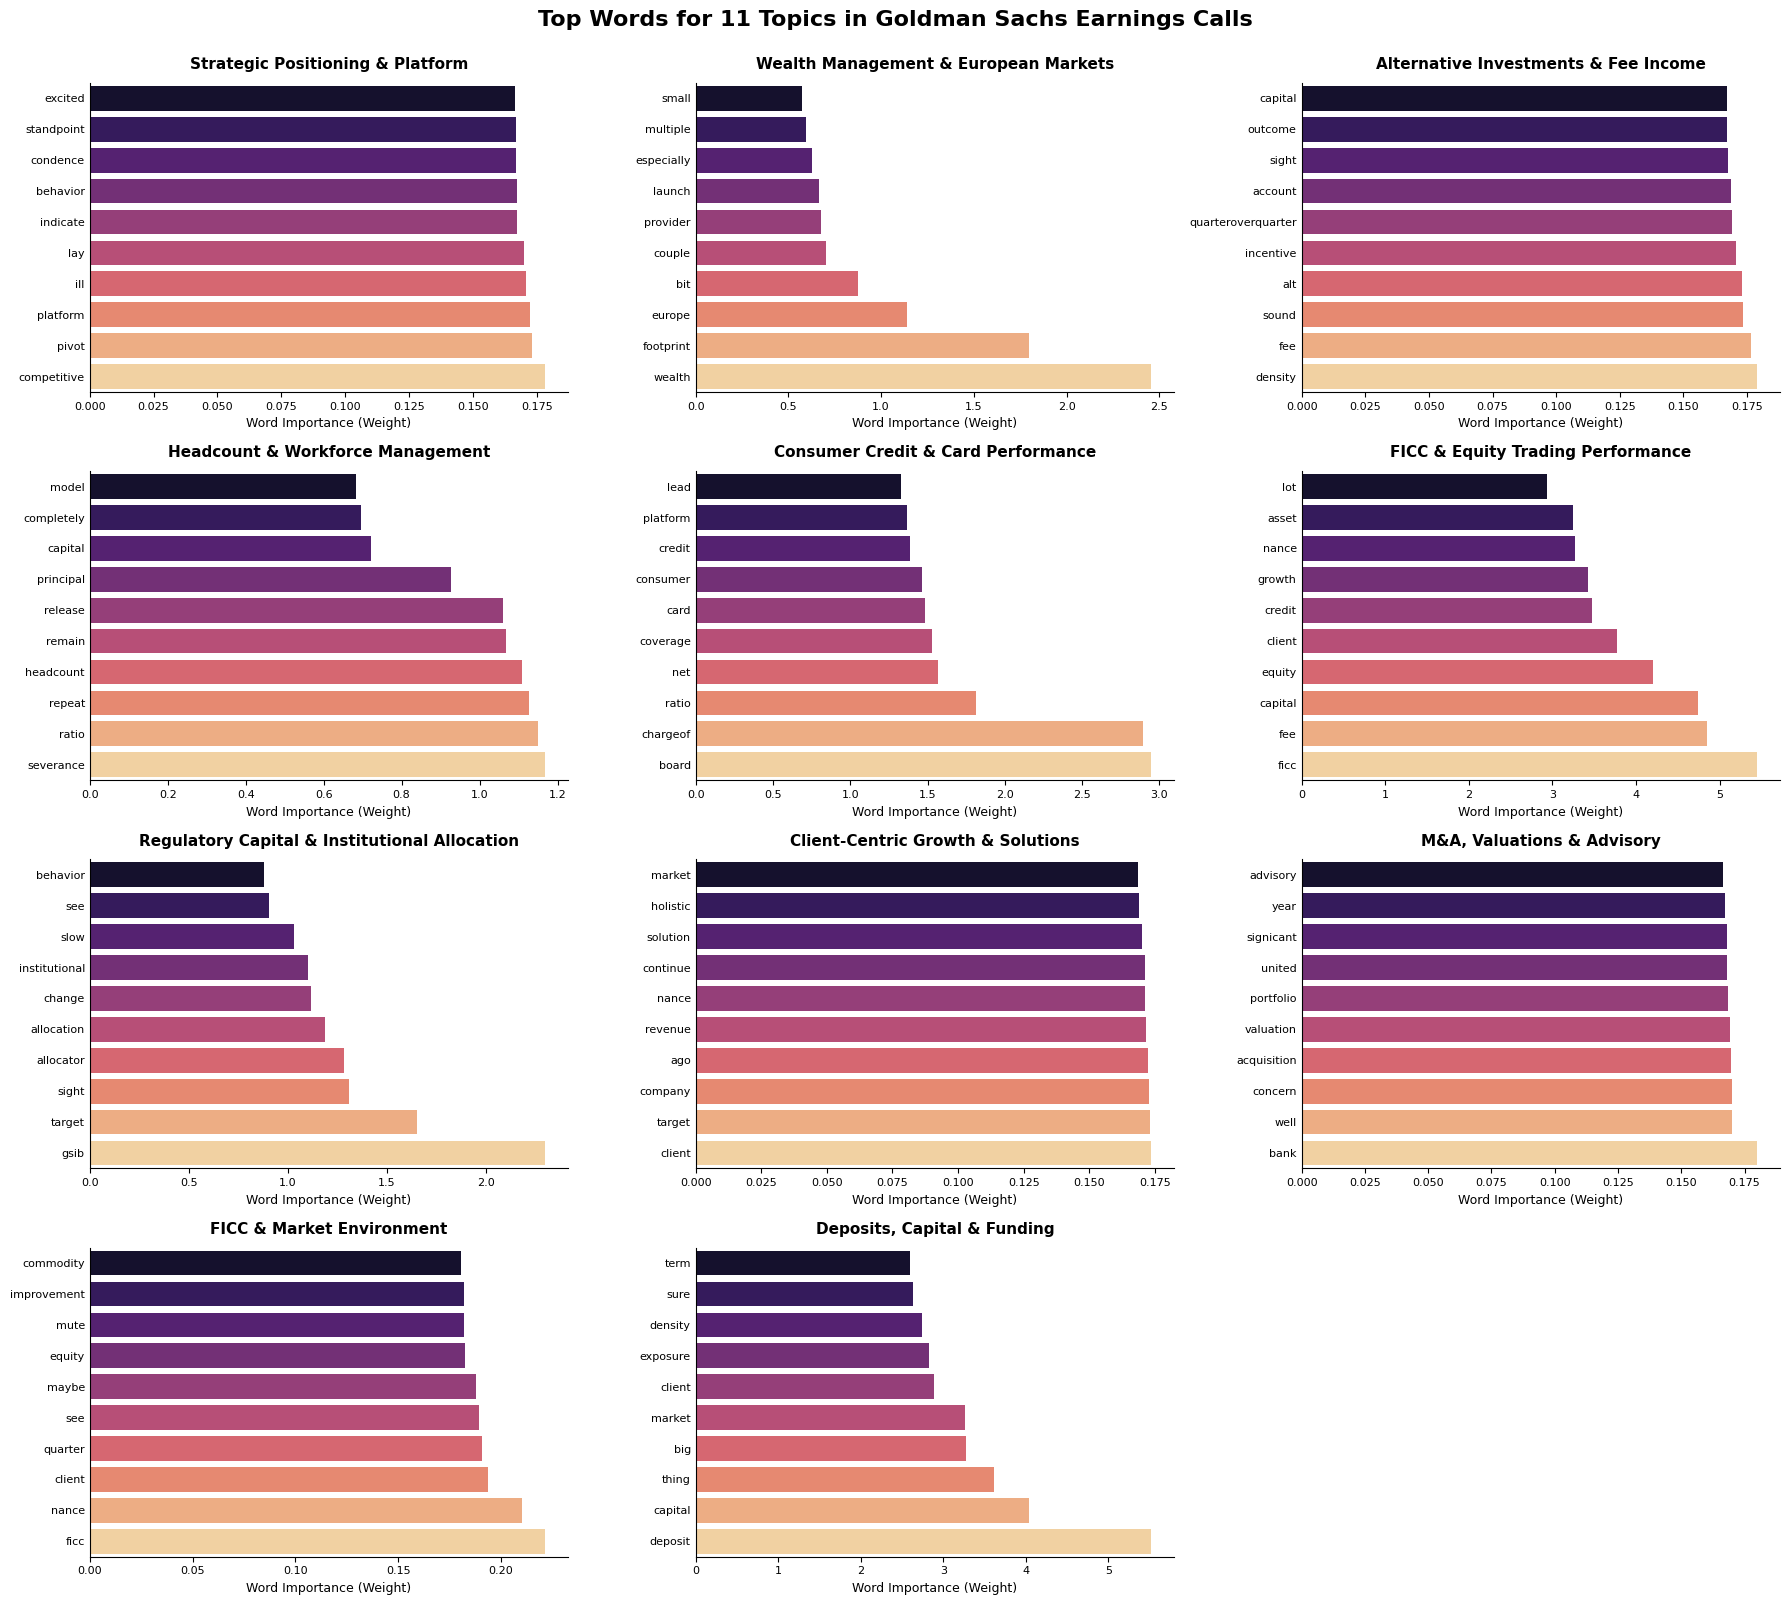 Top Words for 11 Topics in Goldman Sachs Earnings Calls
Strategic Positioning & Platform
excited
standpoint
condence
behavior
indicate
lay
ill
platform
pivot
competitive
0.000 0.025 0.050 0.075 0.100 0.125 0.150 0.175
Word Importance (Weight)
Wealth Management & European Markets
small
multiple
especially
launch
provider
couple
bit
europe
footprint
wealth
0.0 0.5 1.0 1.5 2.0 2.5
Word Importance (Weight)
Alternative Investments & Fee Income
capital
outcome
sight
account
quarteroverquarter
incentive
alt
sound
fee
density
0.000 0.025 0.050 0.075 0.100 0.125 0.150 0.175
Word Importance (Weight)
Headcount & Workforce Management
model
completely
capital
principal
release
remain
headcount
repeat
ratio
severance
0.0 0.2 0.4 0.6 0.8 1.0 1.2
Word Importance (Weight)
Consumer Credit & Card Performance
lead
platform
credit
consumer
card
coverage
net
ratio
chargeof
board
0.0 0.5 1.0 1.5 2.0 2.5 3.0
Word Importance (Weight)
FICC & Equity Trading Performance
lot
asset
nance
growth
credit
client
equity
capital
fee
ficc
0 1 2 3 4 5
Word Importance (Weight)
Regulatory Capital & Institutional Allocation
behavior
see
slow
institutional
change
allocation
allocator
sight
target
gsib
0.0 0.5 1.0 1.5 2.0
Word Importance (Weight)
Client-Centric Growth & Solutions
market
holistic
solution
continue
nance
revenue
ago
company
target
client
0.000 0.025 0.050 0.075 0.100 0.125 0.150 0.175
Word Importance (Weight)
M&A, Valuations & Advisory
advisory
year
signicant
united
portfolio
valuation
acquisition
concern
well
bank
0.000 0.025 0.050 0.075 0.100 0.125 0.150 0.175
Word Importance (Weight)
FICC & Market Environment
commodity
improvement
mute
equity
maybe
see
quarter
client
nance
ficc
0.00 0.05 0.10 0.15 0.20
Word Importance (Weight)
Deposits, Capital & Funding
term
sure
density
exposure
client
market
big
thing
capital
deposit
0 1 2 3 4 5
Word Importance (Weight)